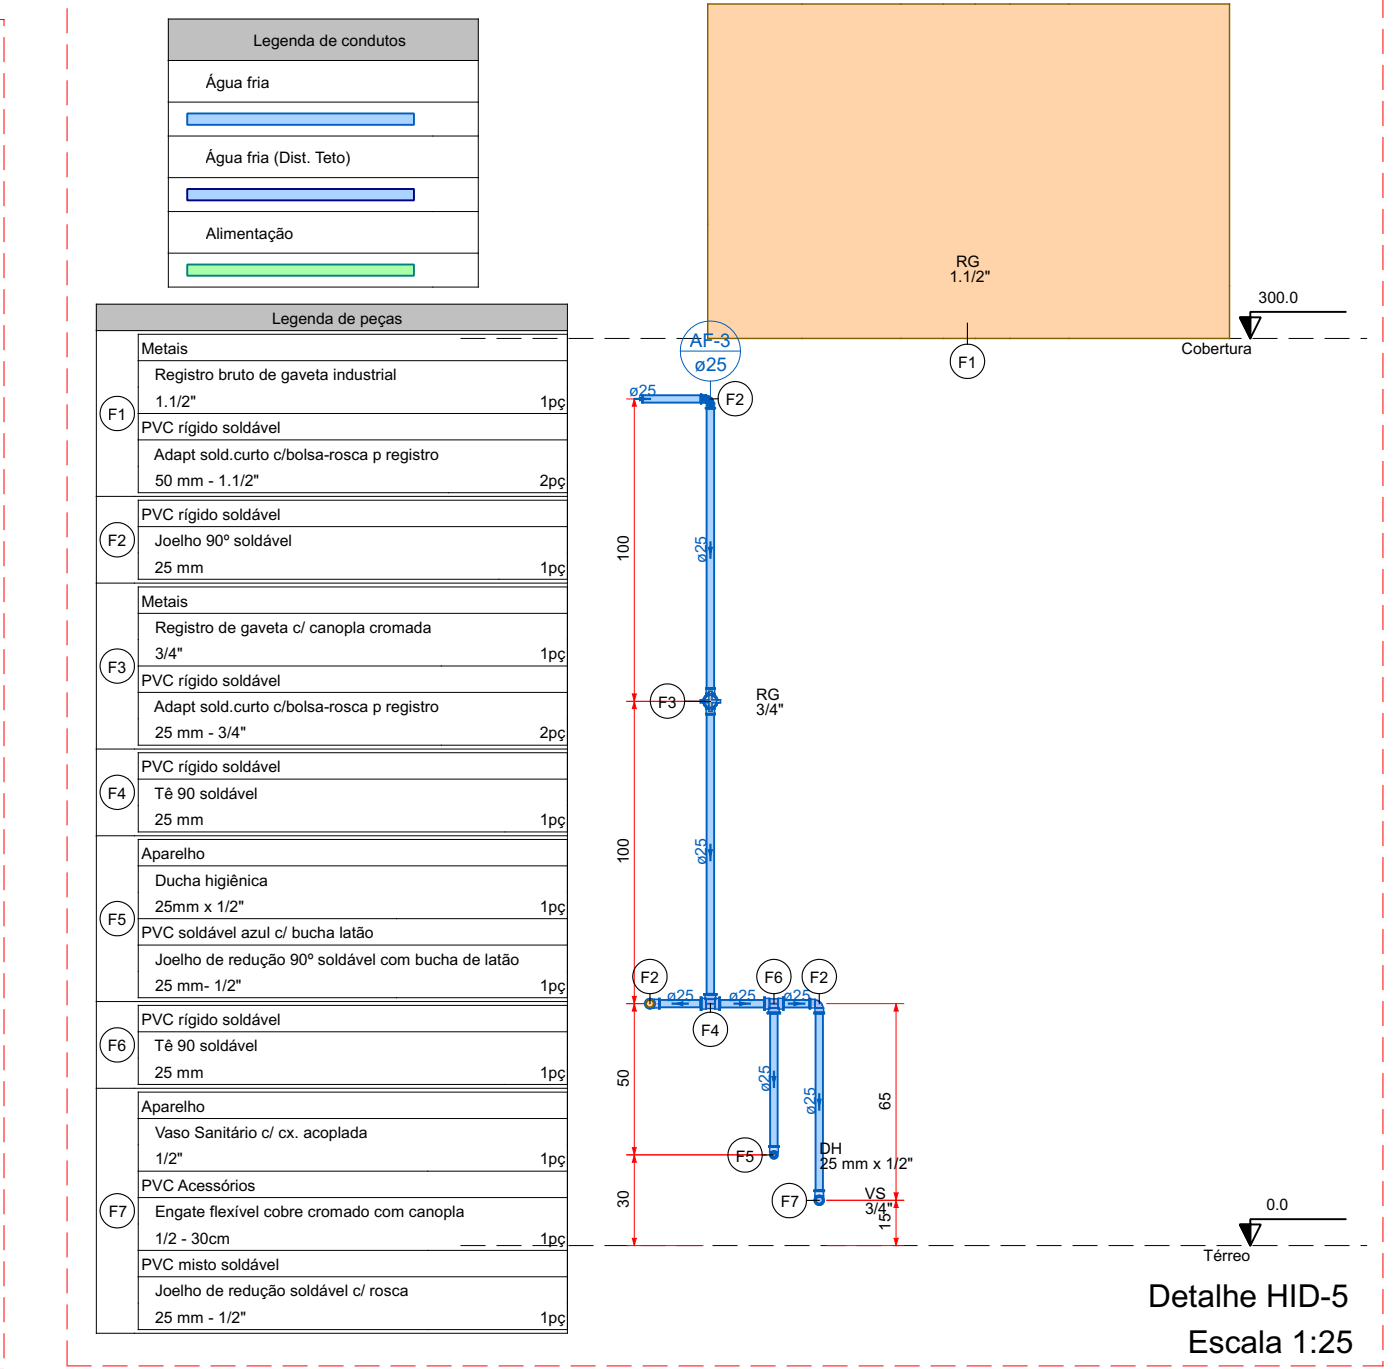 Legenda de condutos
Água fria
Água fria (Dist. Teto)
Alimentação
Legenda de peças
F1
Metais
Registro bruto de gaveta industrial
1.1/2" 1pç
PVC rígido soldável
Adapt sold.curto c/bolsa-rosca p registro
50 mm - 1.1/2" 2pç
F2
PVC rígido soldável
Joelho 90º soldável
25 mm 1pç
F3
Metais
Registro de gaveta c/ canopla cromada
3/4" 1pç
PVC rígido soldável
Adapt sold.curto c/bolsa-rosca p registro
25 mm - 3/4" 2pç
F4
PVC rígido soldável
Tê 90 soldável
25 mm 1pç
F5
Aparelho
Ducha higiênica
25mm x 1/2" 1pç
PVC soldável azul c/ bucha latão
Joelho de redução 90º soldável com bucha de latão
25 mm- 1/2" 1pç
F6
PVC rígido soldável
Tê 90 soldável
25 mm 1pç
F7
Aparelho
Vaso Sanitário c/ cx. acoplada
1/2" 1pç
PVC Acessórios
Engate flexível cobre cromado com canopla
1/2 - 30cm 1pç
PVC misto soldável
Joelho de redução soldável c/ rosca
25 mm - 1/2" 1pç
RG
1.1/2"
300.0
Cobertura
F1
AF-3
ø25
ø25
F2
100
ø25
F3
RG
3/4"
100
ø25
F2
F6
F2
ø25
ø25
ø25
F4
50
ø25
ø25
65
F5
DH
25 mm x 1/2"
30
F7
VS
3/4"
15
0.0
Térreo
Detalhe HID-5
Escala 1:25